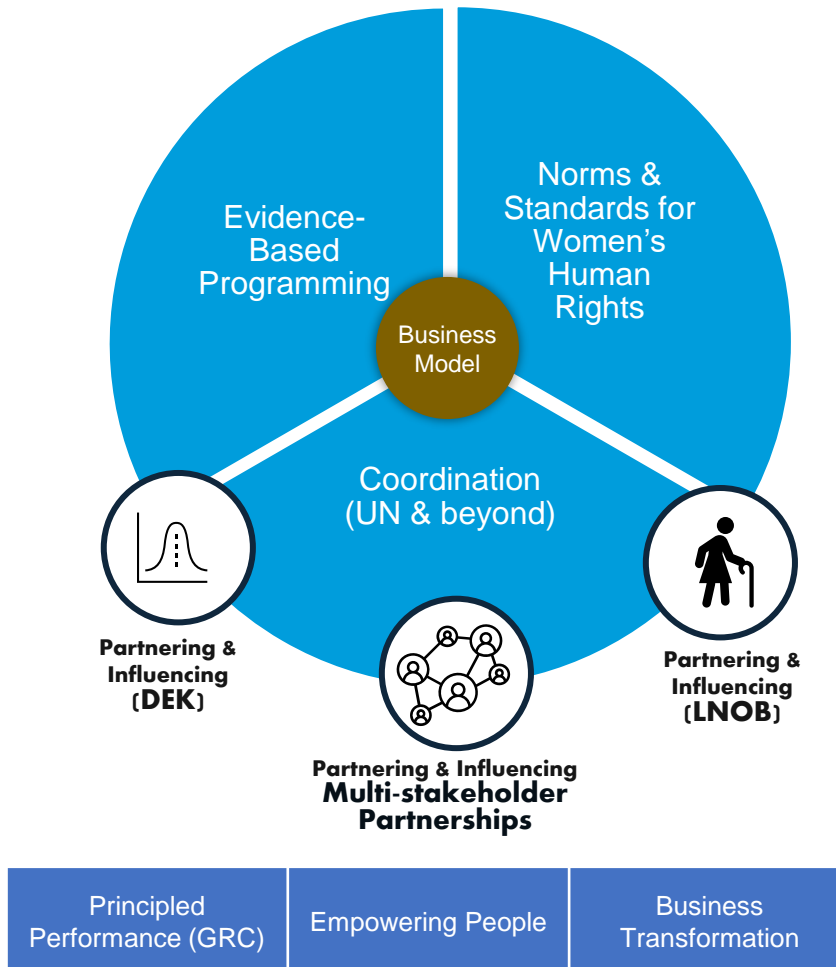 Evidence-
Based
Programming
Norms &
Standards for
Women’s
Human
Rights
Business
Model
Coordination
(UN & beyond)
Partnering &
Influencing
(DEK)
Partnering & Influencing
Multi-stakeholder
Partnerships
Partnering &
Influencing
(LNOB)
Principled
Performance (GRC)
Empowering People
Business
Transformation